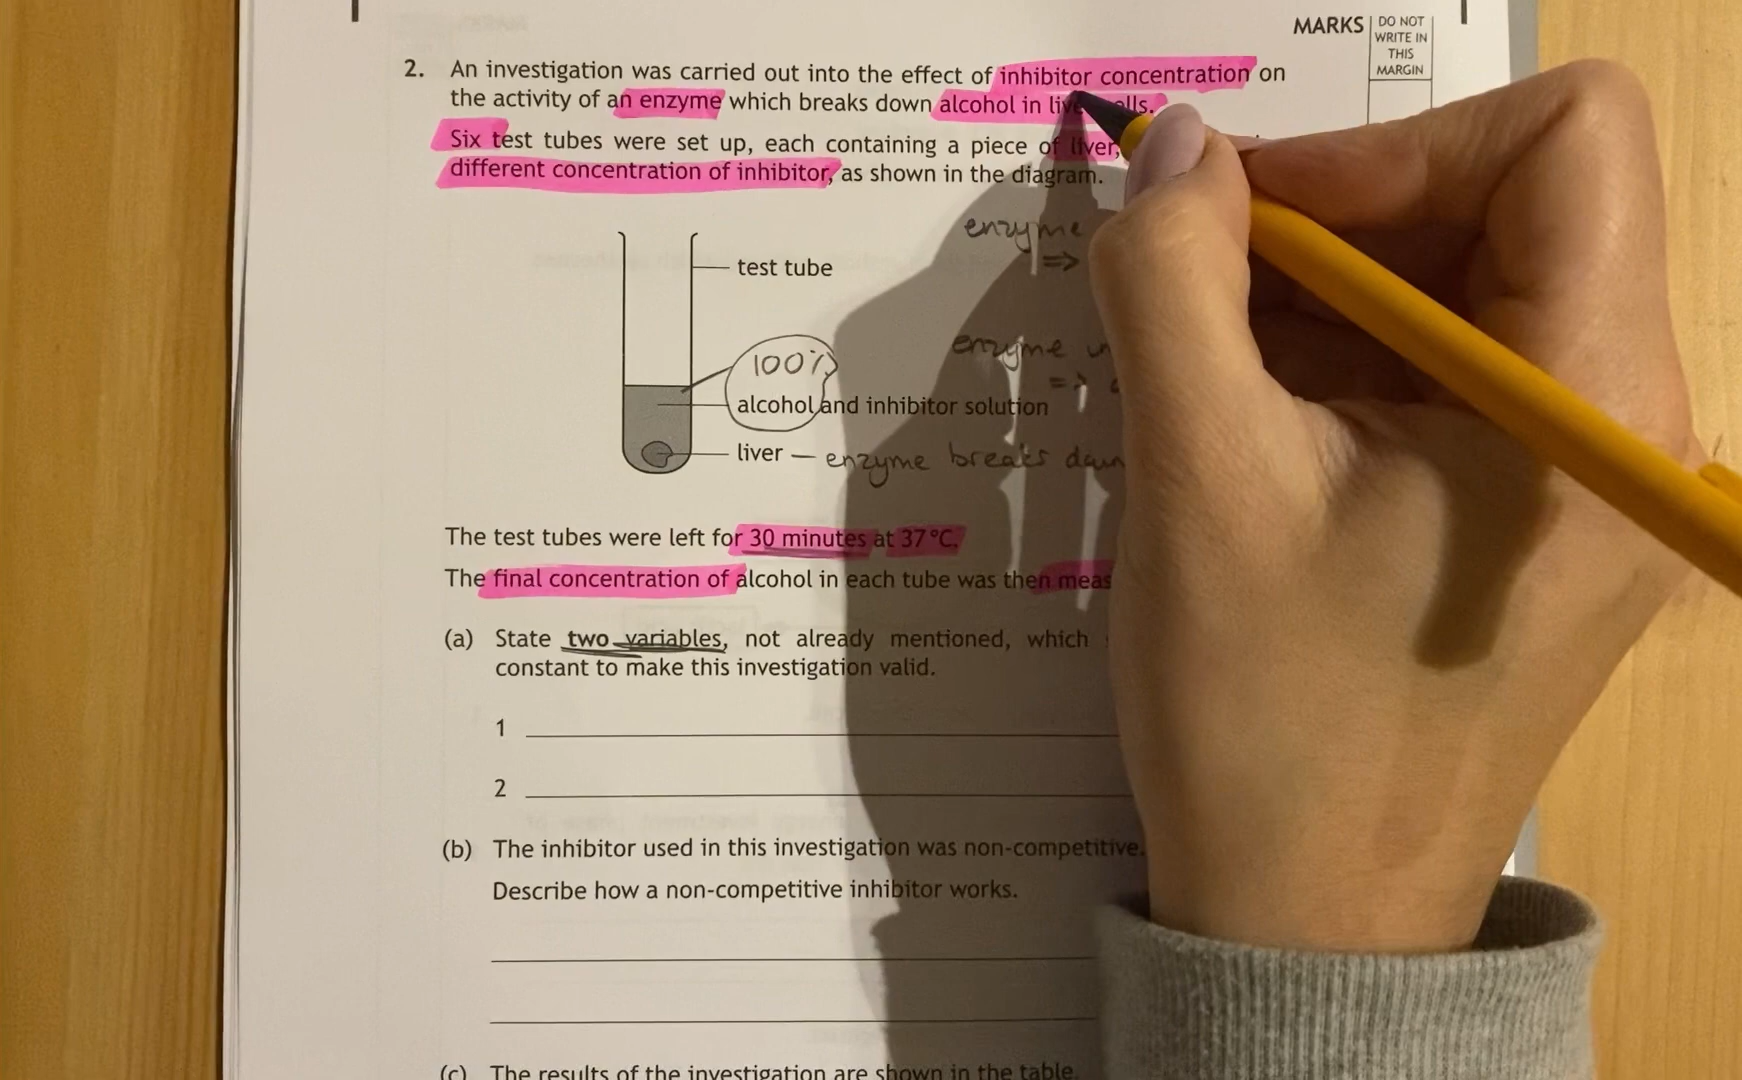 MARKS
DO NOT
WRITE IN
THIS
MARGIN
2. An investigation was carried out into the effect of inhibitor concentration on
the activity of an enzyme which breaks down alcohol in
Six test tubes were set up, each containing a piece of liver,
different concentration of inhibitor, as shown in the diagram.
enzyme
=>
test tube
enzyme
=>
100%
alcohol and inhibitor solution
liver — enzyme breaks down
The test tubes were left for 30 minutes at 37 °C.
The final concentration of alcohol in each tube was then
(a) State two variables, not already mentioned, which
constant to make this investigation valid.
1
2
(b) The inhibitor used in this investigation was non-competitive.
Describe how a non-competitive inhibitor works.
(c) The results of the investigation are shown in the table.